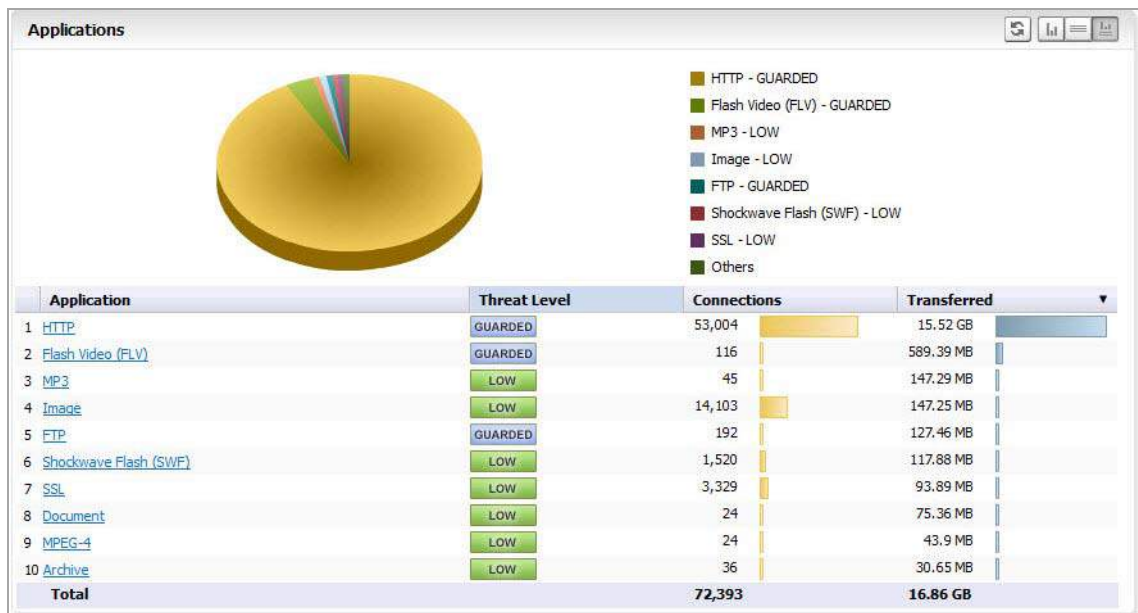 Applications
HTTP - GUARDED
Flash Video (FLV) - GUARDED
MP3 - LOW
Image - LOW
FTP - GUARDED
Shockwave Flash (SWF) - LOW
SSL - LOW
Others
Application Threat Level Connections Transferred ▼
1 HTTP GUARDED 53,004 15.52 GB
2 Flash Video (FLV) GUARDED 116 589.39 MB
3 MP3 LOW 45 147.29 MB
4 Image LOW 14,103 147.25 MB
5 FTP GUARDED 192 127.46 MB
6 Shockwave Flash (SWF) LOW 1,520 117.88 MB
7 SSL LOW 3,329 93.89 MB
8 Document LOW 24 75.36 MB
9 MPEG-4 LOW 24 43.9 MB
10 Archive LOW 36 30.65 MB
Total 72,393 16.86 GB